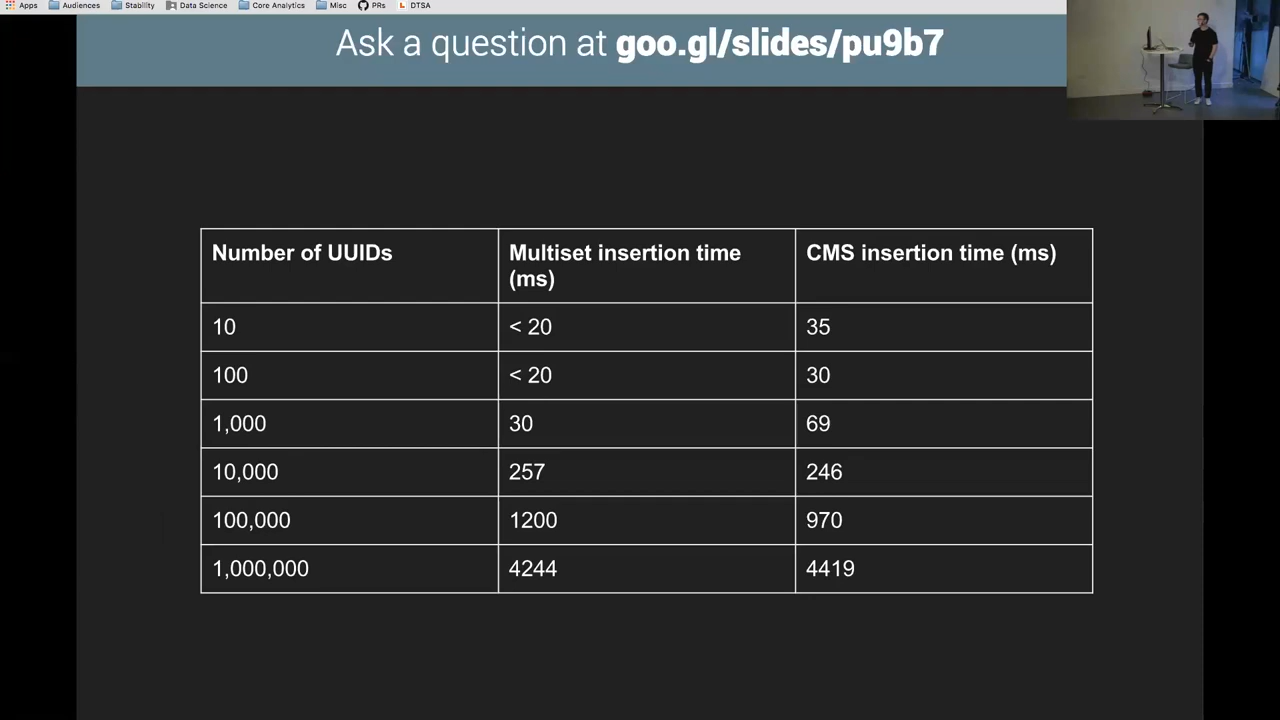 Apps Audiences Stability Data Science Core Analytics Misc PRs DTSA
Ask a question at goo.gl/slides/pu9b7
Number of UUIDs Multiset insertion time (ms) CMS insertion time (ms)
10 < 20 35
100 < 20 30
1,000 30 69
10,000 257 246
100,000 1200 970
1,000,000 4244 4419